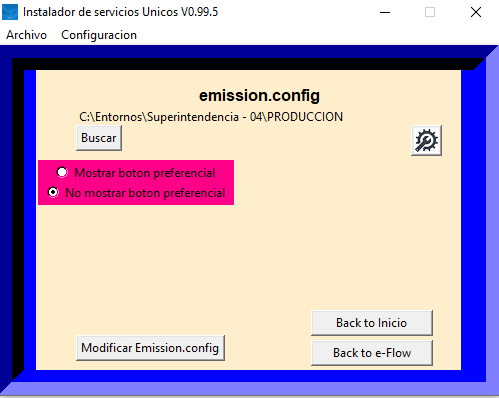 Instalador de servicios Unicos V0.99.5
Archivo Configuracion
emission.config
C:\Entornos\Superintendencia - 04\PRODUCCION
Buscar
Mostrar boton preferencial
No mostrar boton preferencial
Back to Inicio
Modificar Emission.config
Back to e-Flow